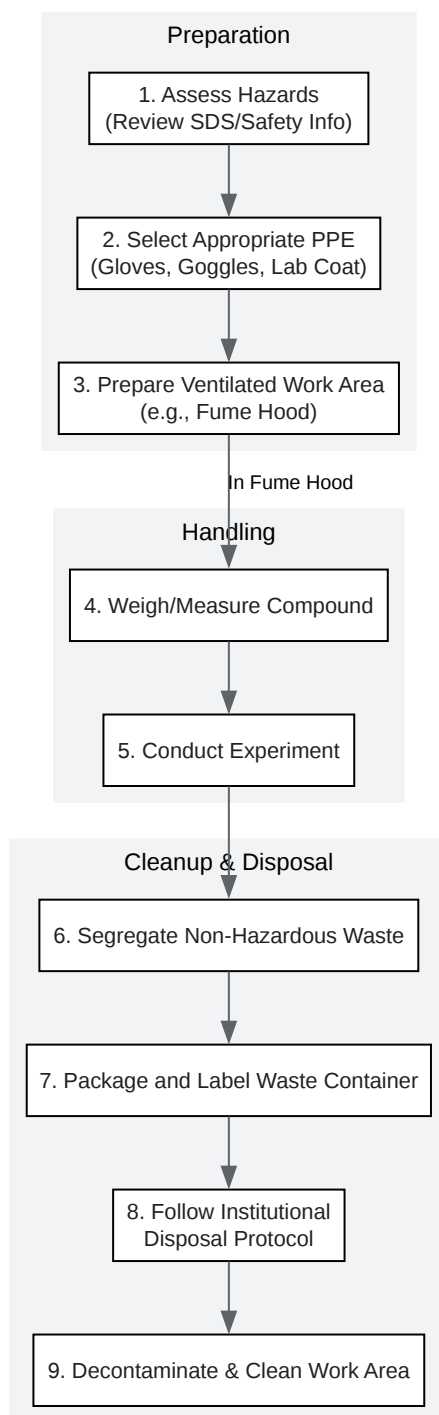 Preparation
1. Assess Hazards
(Review SDS/Safety Info)
2. Select Appropriate PPE
(Gloves, Goggles, Lab Coat)
3. Prepare Ventilated Work Area
(e.g., Fume Hood)
In Fume Hood
Handling
4. Weigh/Measure Compound
5. Conduct Experiment
Cleanup & Disposal
6. Segregate Non-Hazardous Waste
7. Package and Label Waste Container
8. Follow Institutional
Disposal Protocol
9. Decontaminate & Clean Work Area